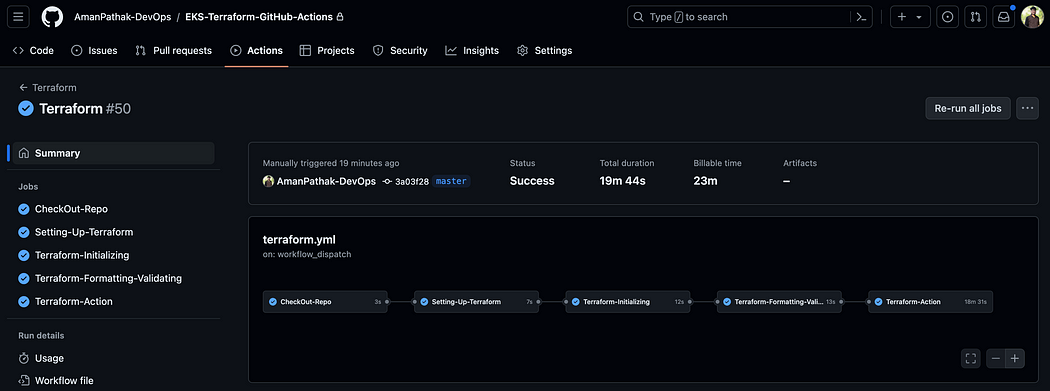 AmanPathak-DevOps / EKS-Terraform-GitHub-Actions
Type / to search
Code Issues Pull requests Actions Projects Security Insights Settings
Terraform
Terraform #50
Re-run all jobs
Summary
Jobs
CheckOut-Repo
Setting-Up-Terraform
Terraform-Initializing
Terraform-Formatting-Validating
Terraform-Action
Run details
Usage
Workflow file
Manually triggered 19 minutes ago Status Total duration Billable time Artifacts
AmanPathak-DevOps 3a03f28 master Success 19m 44s 23m –
terraform.yml
on: workflow_dispatch
CheckOut-Repo 3s Setting-Up-Terraform 7s Terraform-Initializing 12s Terraform-Formatting-Vali... 13s Terraform-Action 18m 31s